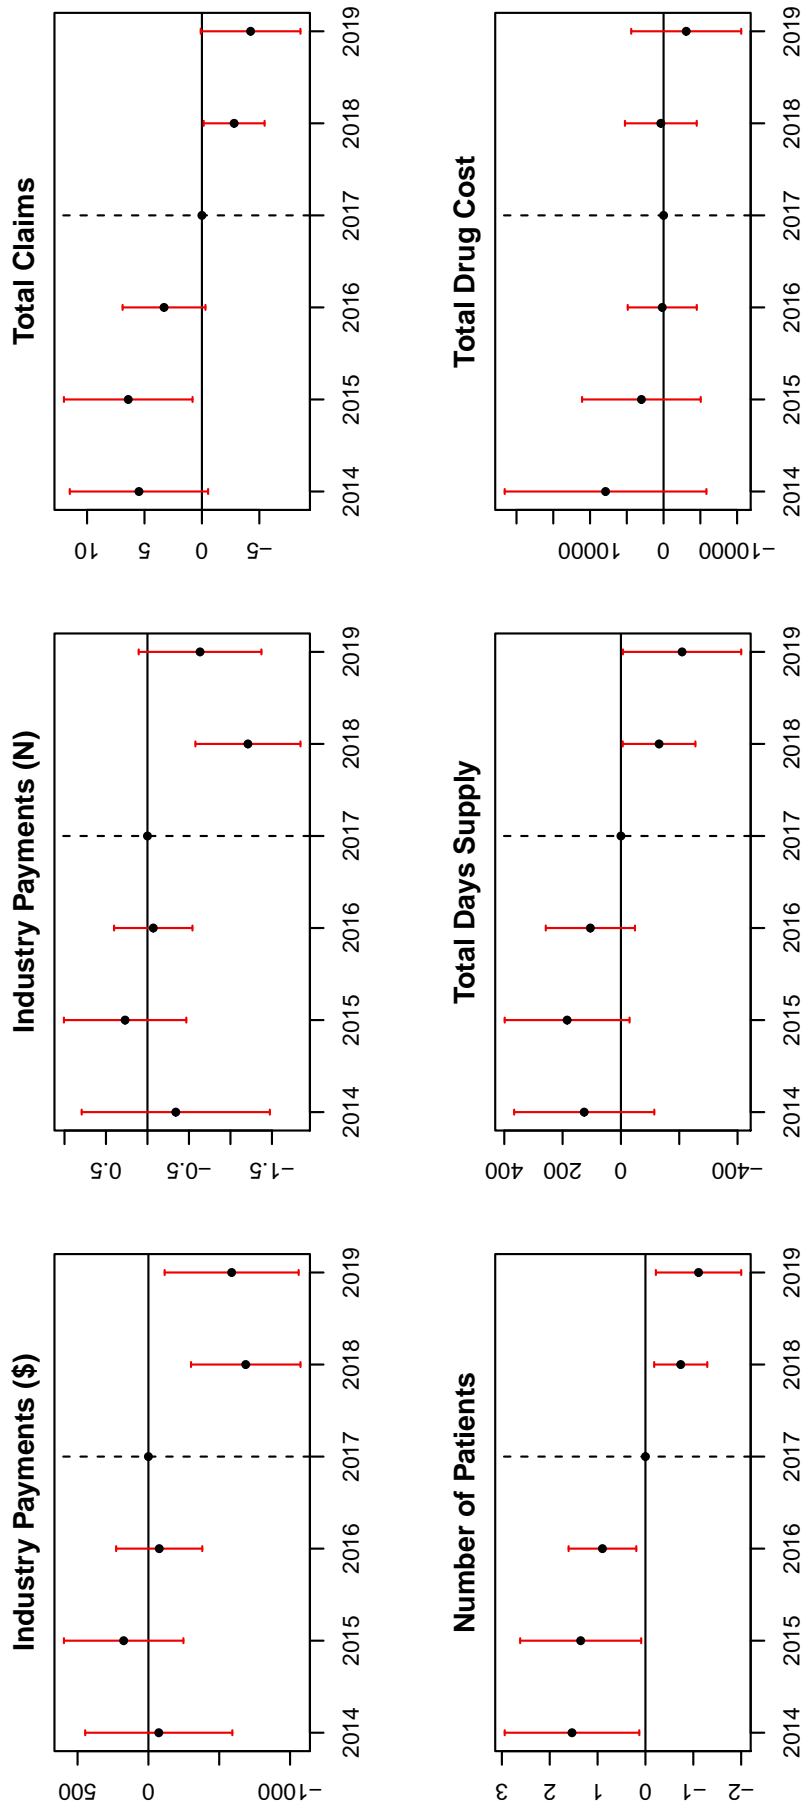 Industry Payments ($)
500
0
−1000
2014 2015 2016 2017 2018 2019
Industry Payments (N)
0.5
−0.5
−1.5
2014 2015 2016 2017 2018 2019
Total Claims
10
5
0
−5
2014 2015 2016 2017 2018 2019
Number of Patients
3
2
1
0
−1
−2
2014 2015 2016 2017 2018 2019
Total Days Supply
400
200
0
−400
2014 2015 2016 2017 2018 2019
Total Drug Cost
10000
0
−10000
2014 2015 2016 2017 2018 2019